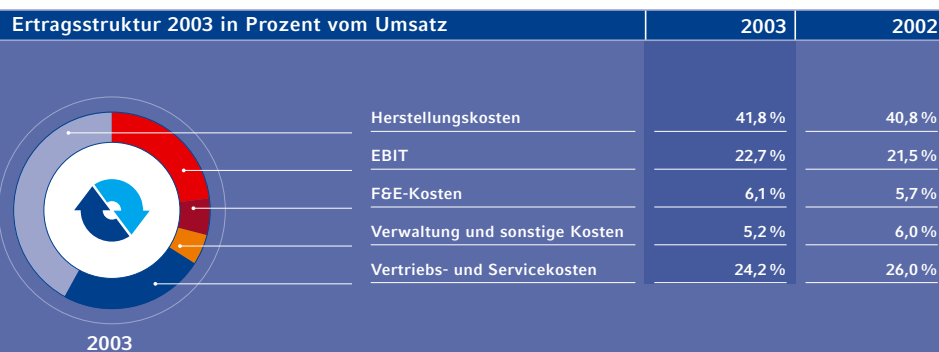 Ertragsstruktur 2003 in Prozent vom Umsatz 2003 2002
Herstellungskosten 41,8 % 40,8 %
EBIT 22,7 % 21,5 %
F&E-Kosten 6,1 % 5,7 %
Verwaltung und sonstige Kosten 5,2 % 6,0 %
Vertriebs- und Servicekosten 24,2 % 26,0 %
2003